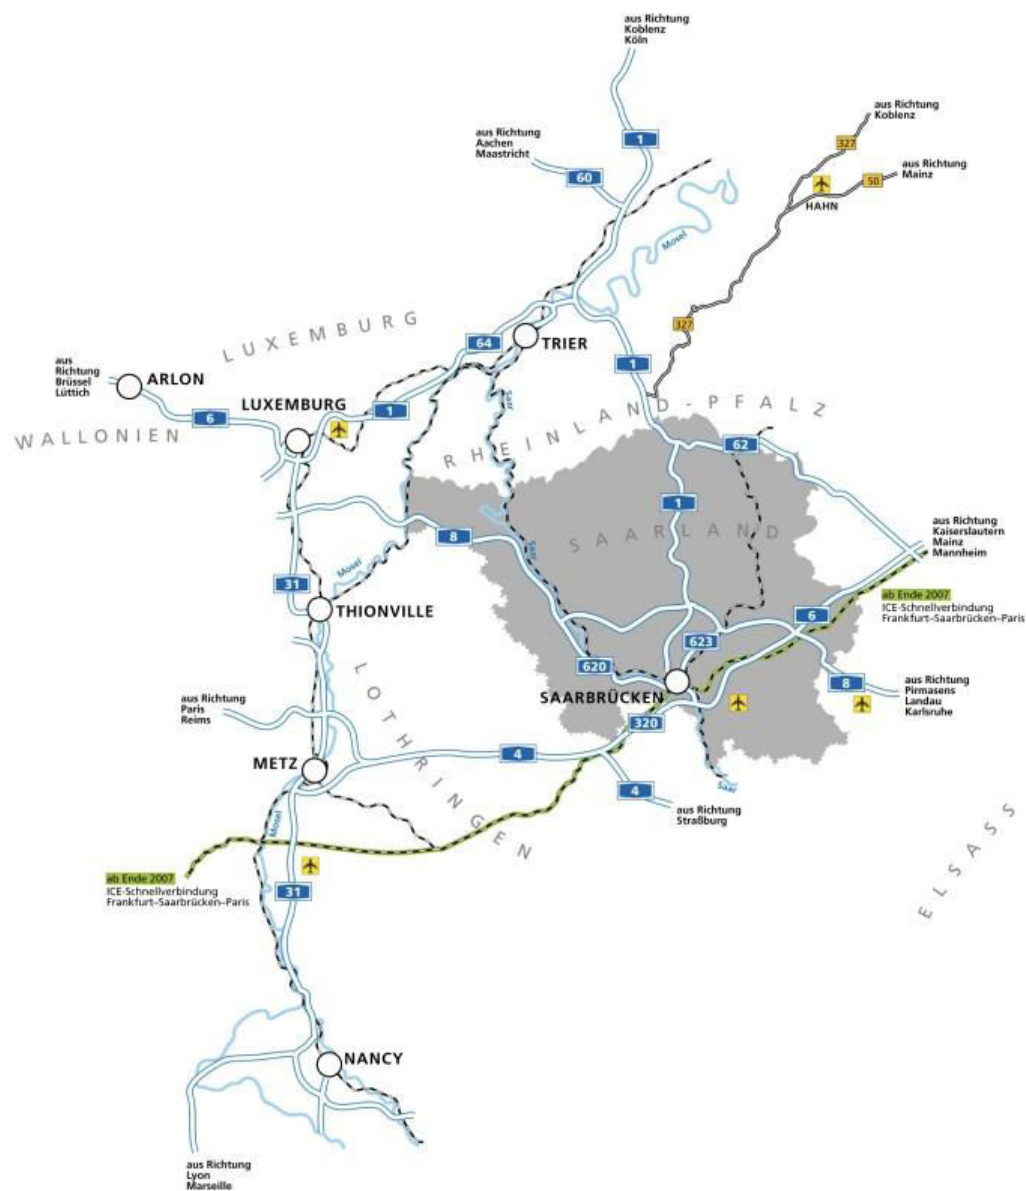 aus Richtung
Koblenz
Köln
aus Richtung
Koblenz
327
aus Richtung
Aachen
Maastricht
1
60
aus Richtung
Mainz
50
HAHN
Mosel
LUXEMBURG
327
64
TRIER
1
aus
Richtung
Brüssel
Lüttich
ARLON
Saar
LUXEMBURG
6
1
WALLONIEN
RHEINLAND-PFALZ
62
1
SAARLAND
8
aus Richtung
Kaiserslautern
Mainz
Mannheim
Saar
Mosel
31
THIONVILLE
ab Ende 2007
ICE-Schnellverbindung
Frankfurt–Saarbrücken–Paris
6
623
620
LOTHRINGEN
SAARBRÜCKEN
8
aus Richtung
Pirmasens
Landau
Karlsruhe
aus Richtung
Paris
Reims
320
METZ
4
4
Saar
aus Richtung
Straßburg
Mosel
ELSASS
ab Ende 2007
ICE-Schnellverbindung
Frankfurt–Saarbrücken–Paris
31
NANCY
aus Richtung
Lyon
Marseille